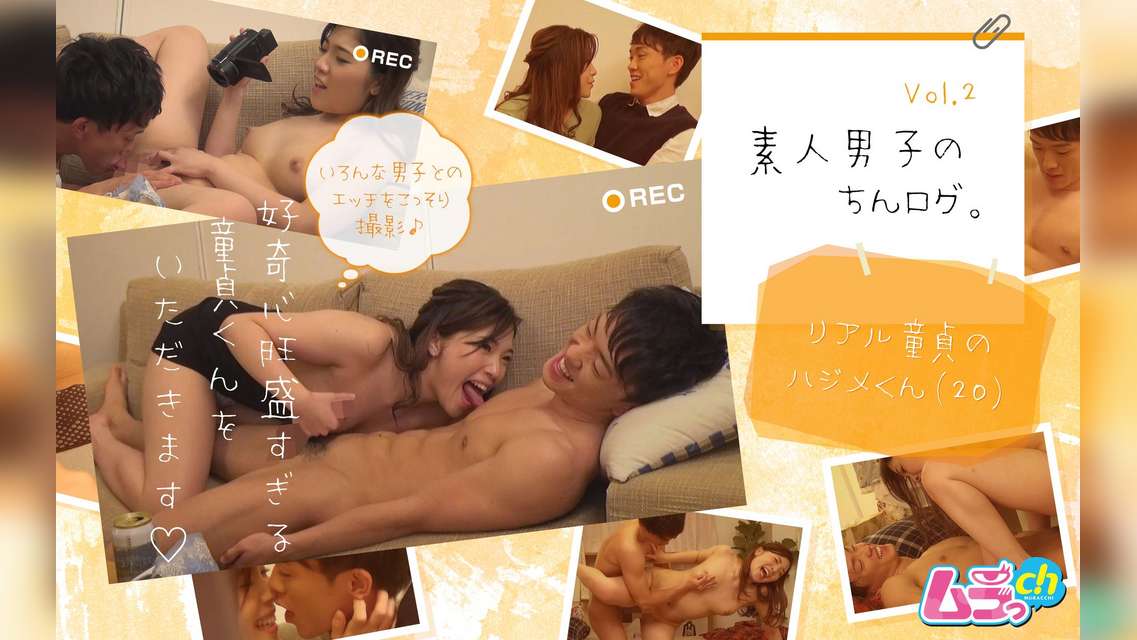 REC
いろんな男子との
エッチをこっそり
撮影♪
REC
Vol.2
素人男子の
ちんログ。
リアル童貞の
ハジメくん(20)
好奇心旺盛すぎる
童貞くんを
いただきます♡
ムラっch
MURACCHI